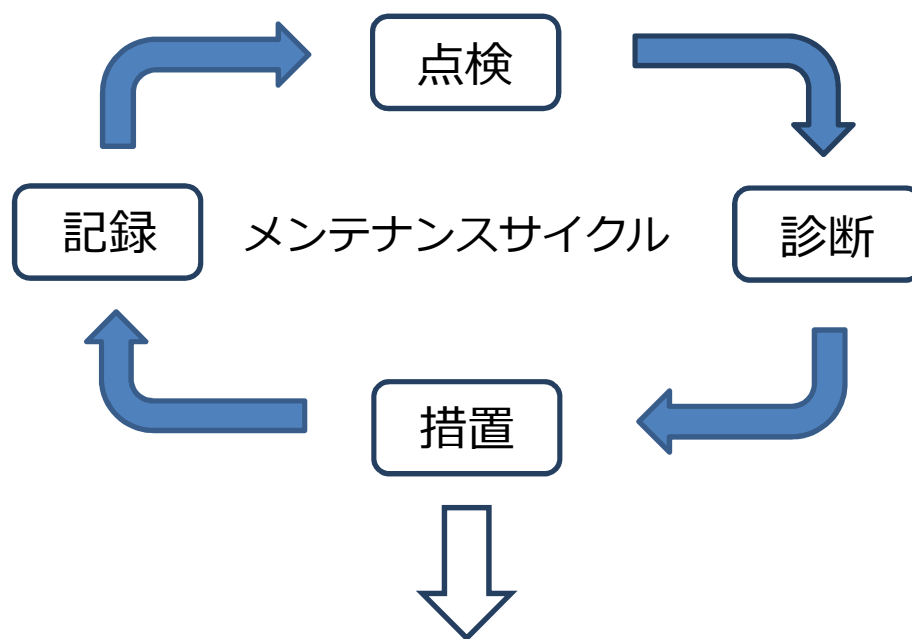 点検
記録
メンテナンスサイクル
診断
措置